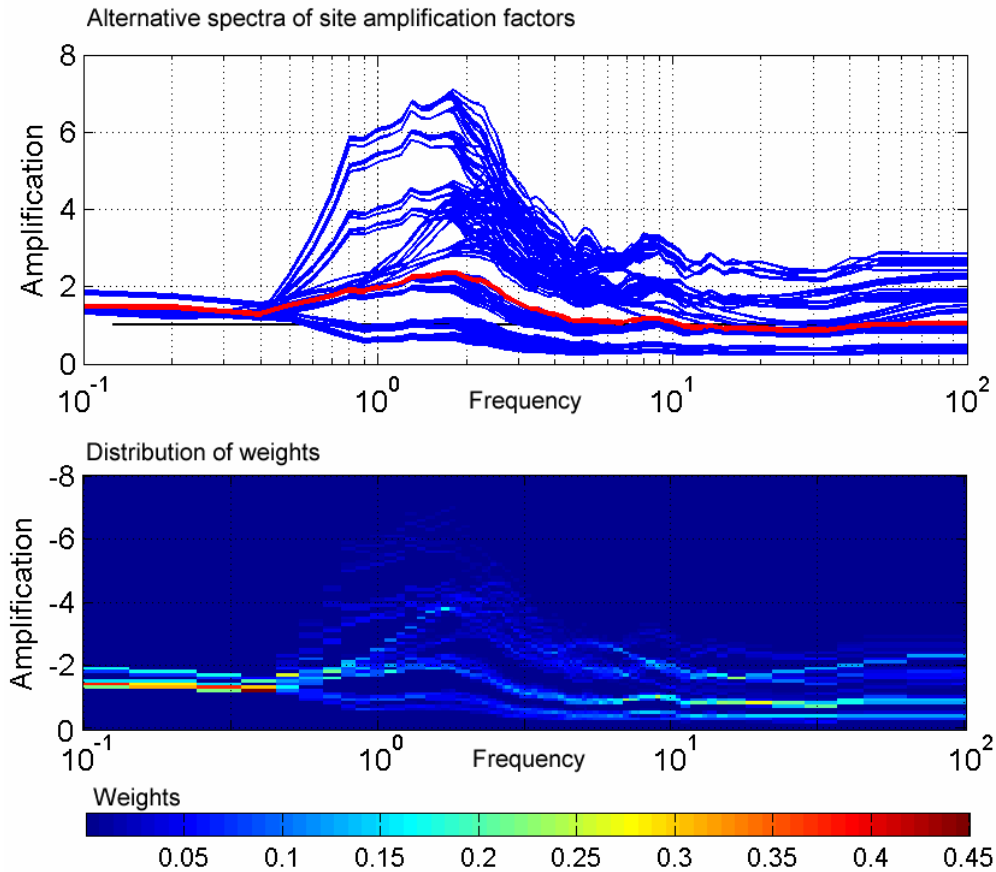 Alternative spectra of site amplification factors
8
6
4
2
0
Amplification
10^-1
10^0
10^1
10^2
Frequency
Distribution of weights
-8
-6
-4
-2
0
Amplification
10^-1
10^0
10^1
10^2
Frequency
Weights
0.05 0.1 0.15 0.2 0.25 0.3 0.35 0.4 0.45